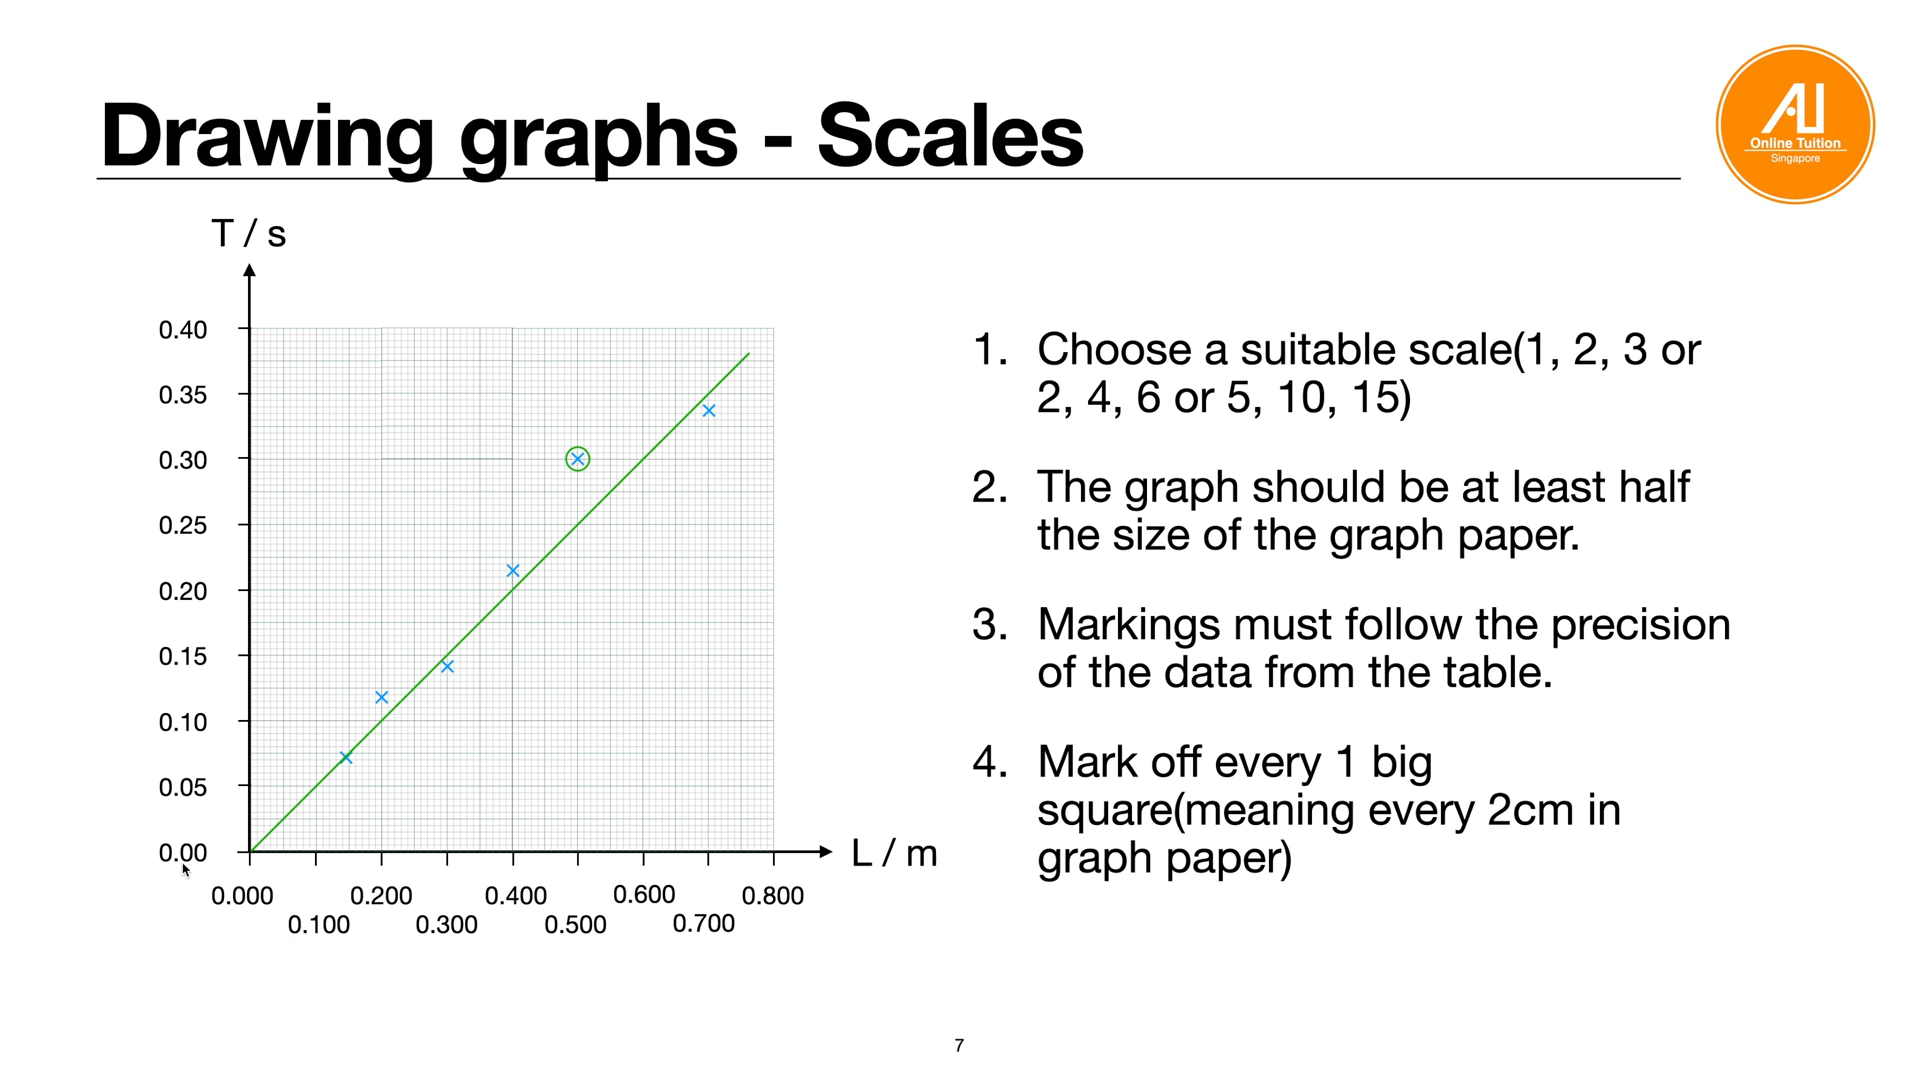 Drawing graphs - Scales
AU
Online Tuition
Singapore
T / s
0.40
0.35
0.30
0.25
0.20
0.15
0.10
0.05
0.00
L / m
0.000 0.200 0.400 0.600 0.800
0.100 0.300 0.500 0.700
1. Choose a suitable scale(1, 2, 3 or
2, 4, 6 or 5, 10, 15)
2. The graph should be at least half
the size of the graph paper.
3. Markings must follow the precision
of the data from the table.
4. Mark off every 1 big
square(meaning every 2cm in
graph paper)
7